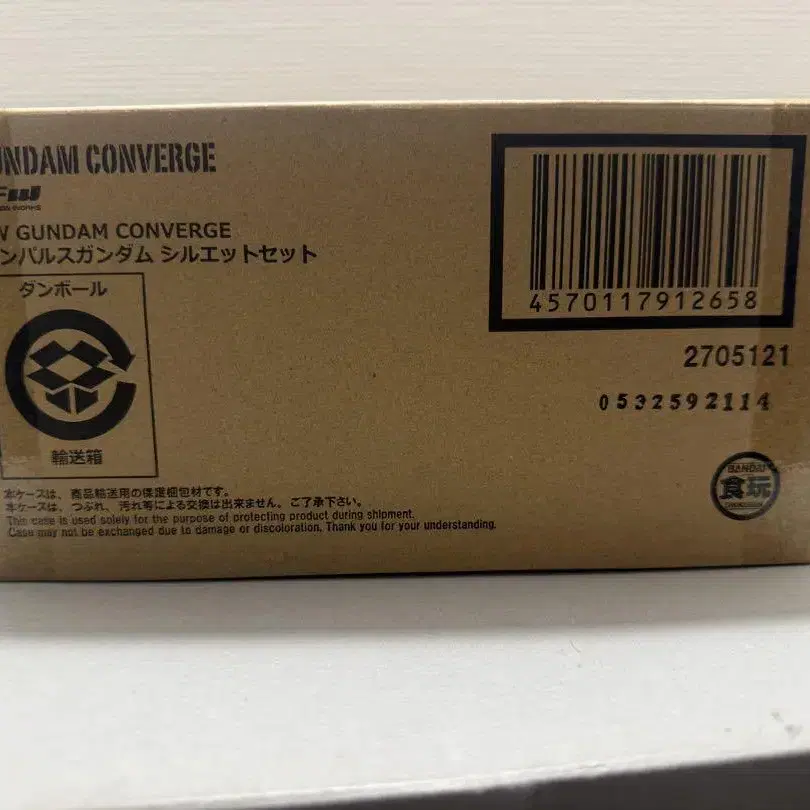 UNDAM CONVERGE
W GUNDAM CONVERGE
ンパルスガンダム シルエットセット
ダンボール
輸送箱
本ケースは、商品輸送用の保護梱包材です。
本ケースは、つぶれ、汚れ等による交換は出来ません。ご了承下さい。
This case is used solely for the purpose of protecting product during shipment.
Case may not be exchanged due to damage or discoloration. Thank you for your understanding.
4570117912658
2705121
0532592114
BANDAI
食玩